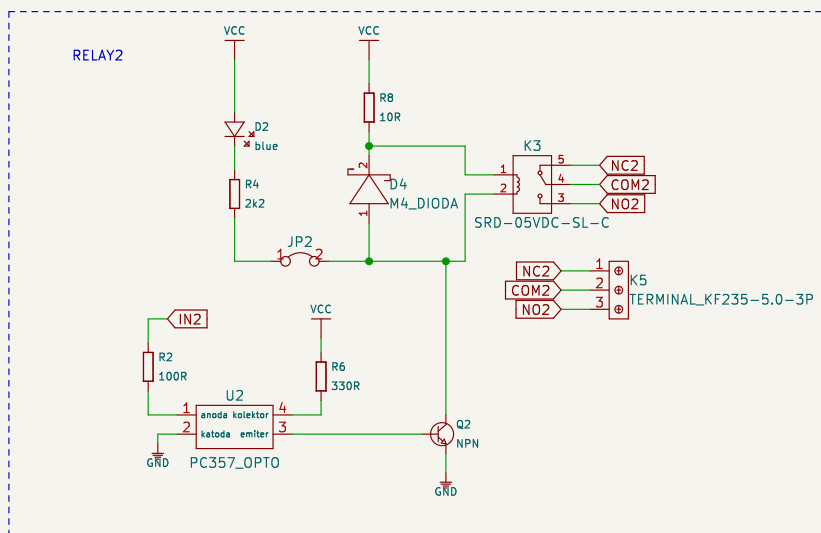 VCC
VCC
RELAY2
R8
10R
D2
blue
K3
5
NC2
1
4
COM2
2
3
NO2
SRD-05VDC-SL-C
2
D4
M4_DIODA
1
R4
2k2
JP2
1
2
NC2
1
K5
COM2
2
TERMINAL_KF235-5.0-3P
NO2
3
IN2
VCC
R2
100R
R6
330R
U2
1
anoda kolektor
4
2
katoda emiter
3
GND
PC357_OPTO
Q2
NPN
GND